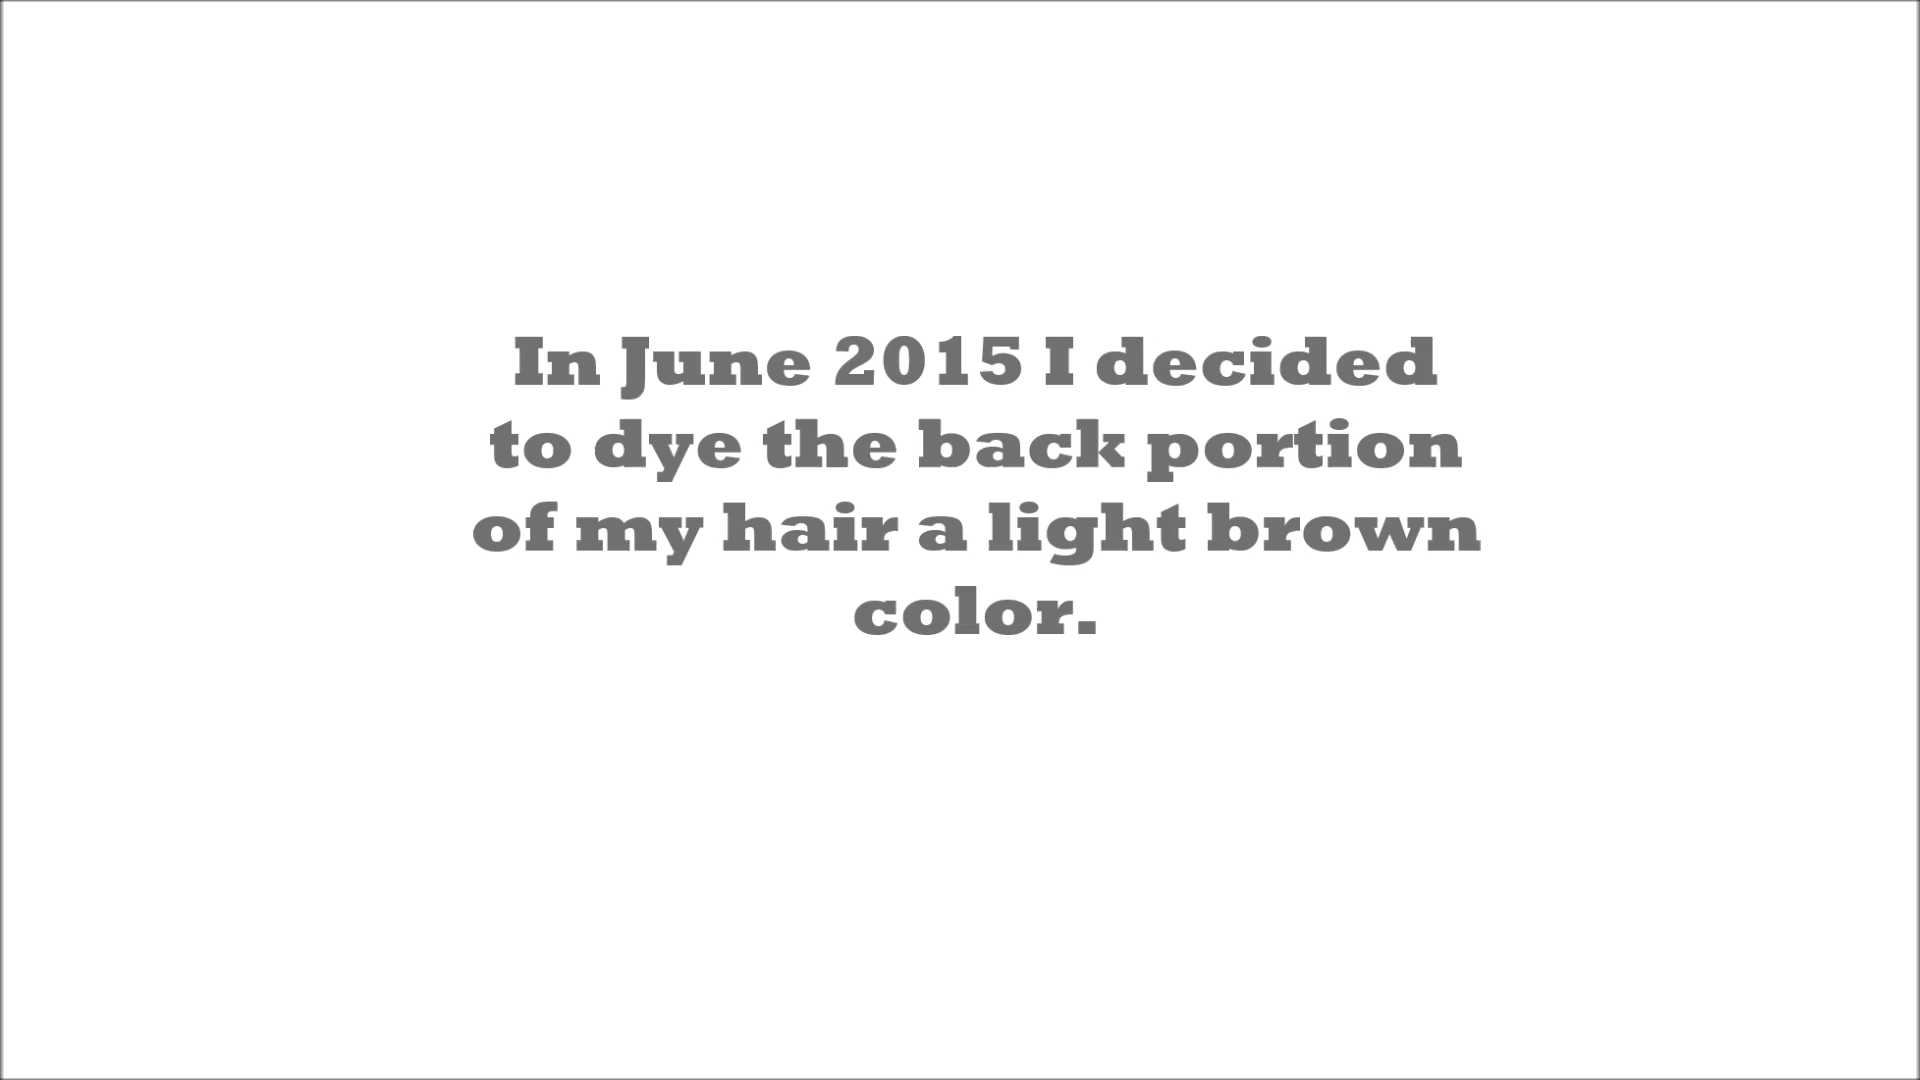 In June 2015 I decided
to dye the back portion
of my hair a light brown
color.